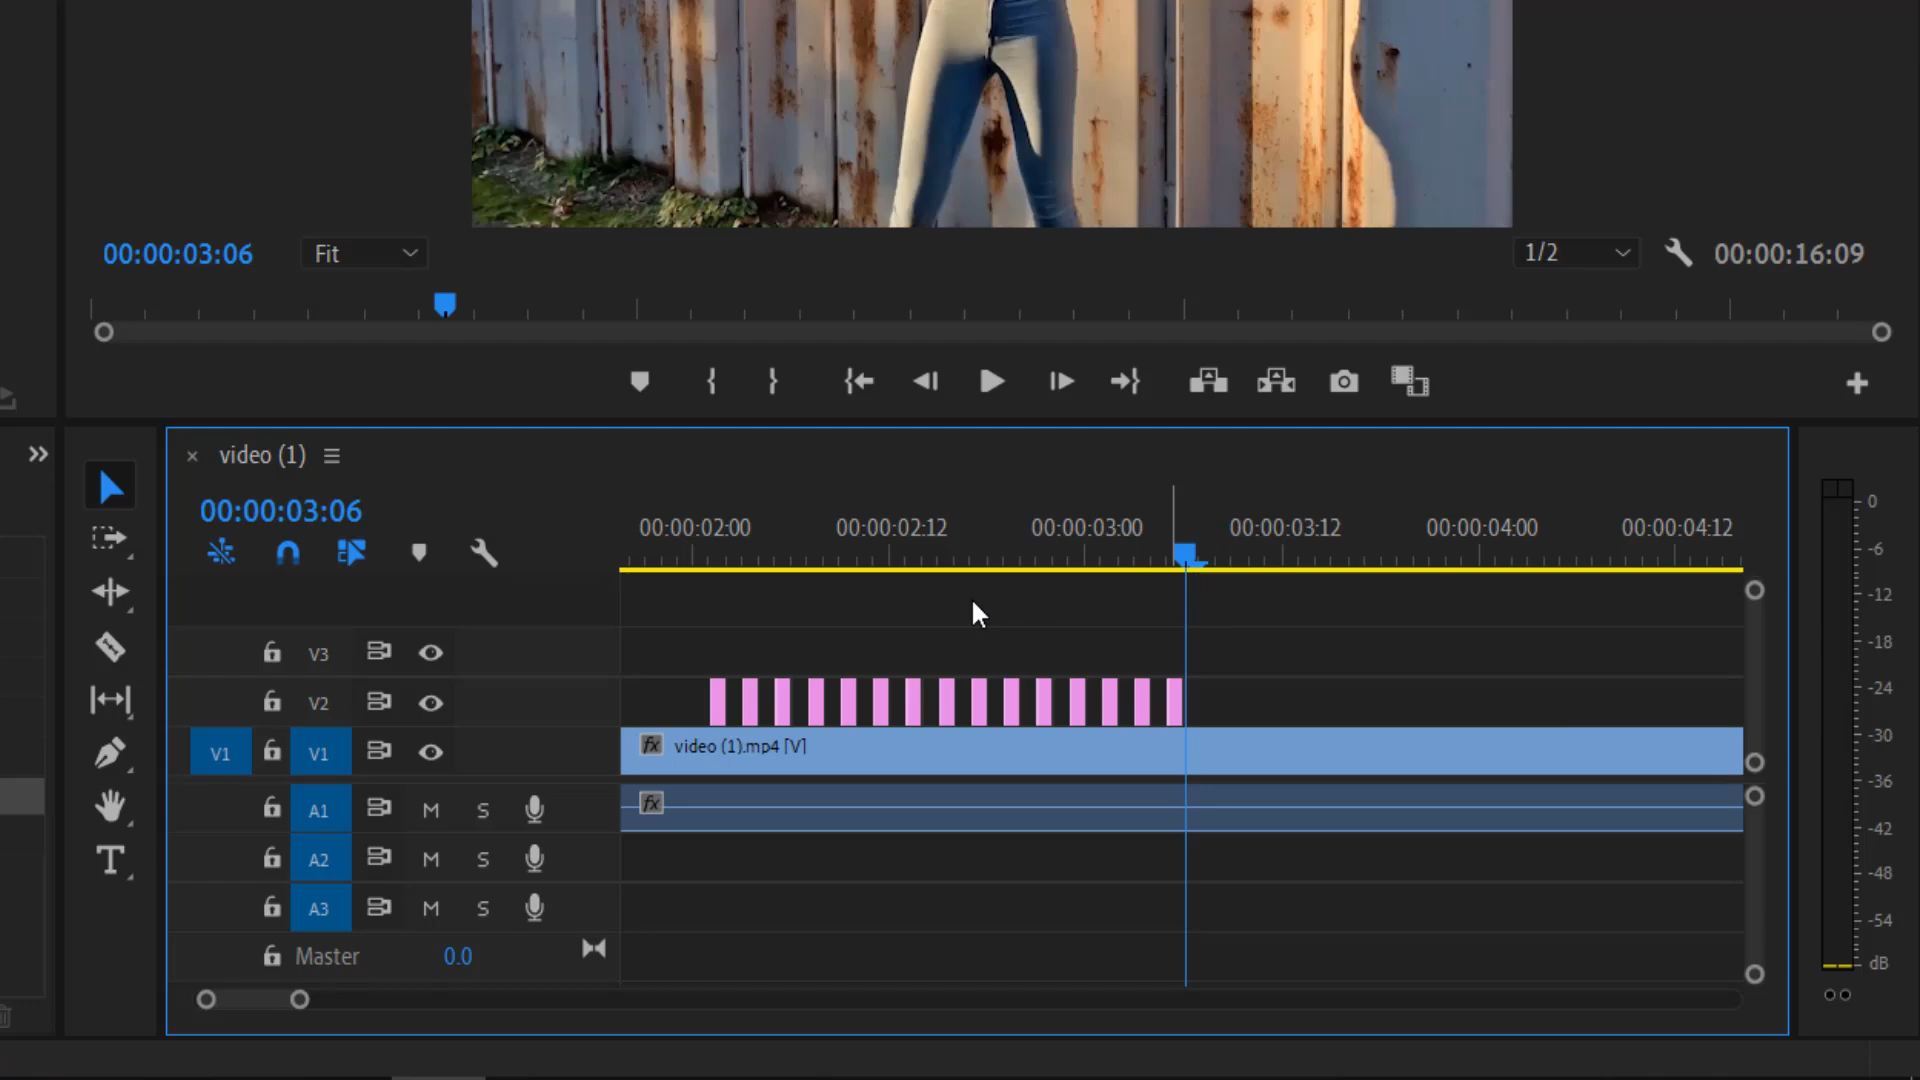 00:00:03:06
Fit
1/2
00:00:16:09
video (1)
00:00:03:06
00:00:02:00
00:00:02:12
00:00:03:00
00:00:03:12
00:00:04:00
00:00:04:12
V3
V2
V1
V1
fx video (1).mp4 [V]
A1
M
S
fx
A2
M
S
A3
M
S
Master
0.0
0
-6
-12
-18
-24
-30
-36
-42
-48
-54
dB